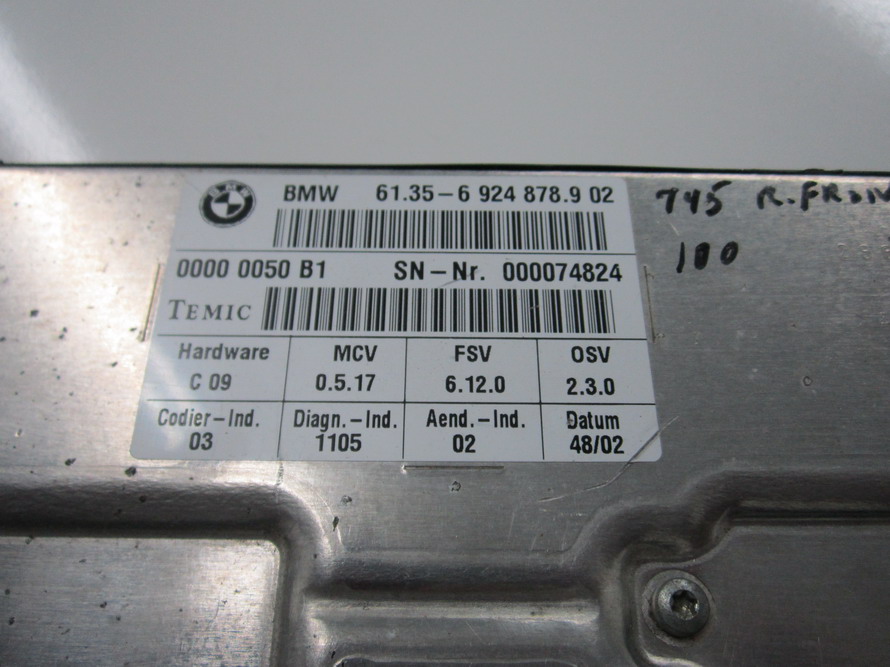 BMW 61.35-6 924 878.9 02
745
100
0000 0050 B1 SN-Nr. 000074824
TEMIC
Hardware MCV FSV OSV
C 09 0.5.17 6.12.0 2.3.0
Codier-Ind. Diagn.-Ind. Aend.-Ind. Datum
03 1105 02 48/02